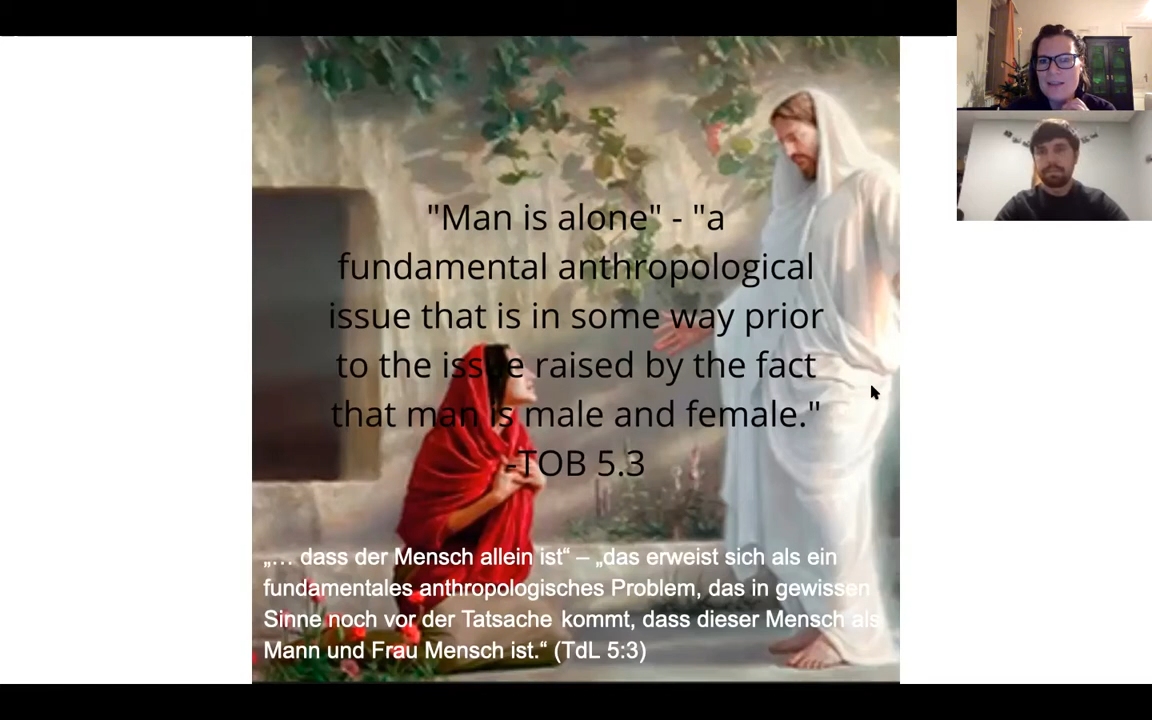 "Man is alone" - "a
fundamental anthropological
issue that is in some way prior
to the issue raised by the fact
that man is male and female."
-TOB 5.3
„… dass der Mensch allein ist“ – „das erweist sich als ein
fundamentales anthropologisches Problem, das in gewissen
Sinne noch vor der Tatsache kommt, dass dieser Mensch als
Mann und Frau Mensch ist.“ (TdL 5:3)